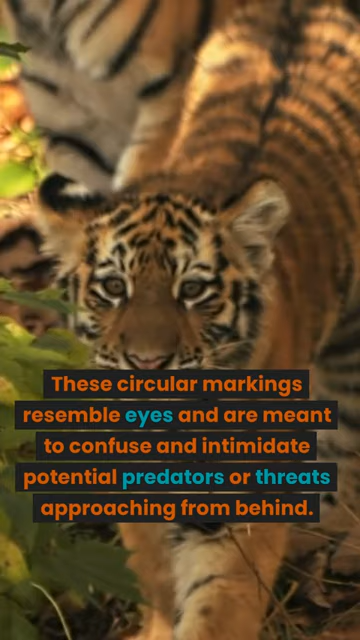 These circular markings
resemble eyes and are meant
to confuse and intimidate
potential predators or threats
approaching from behind.